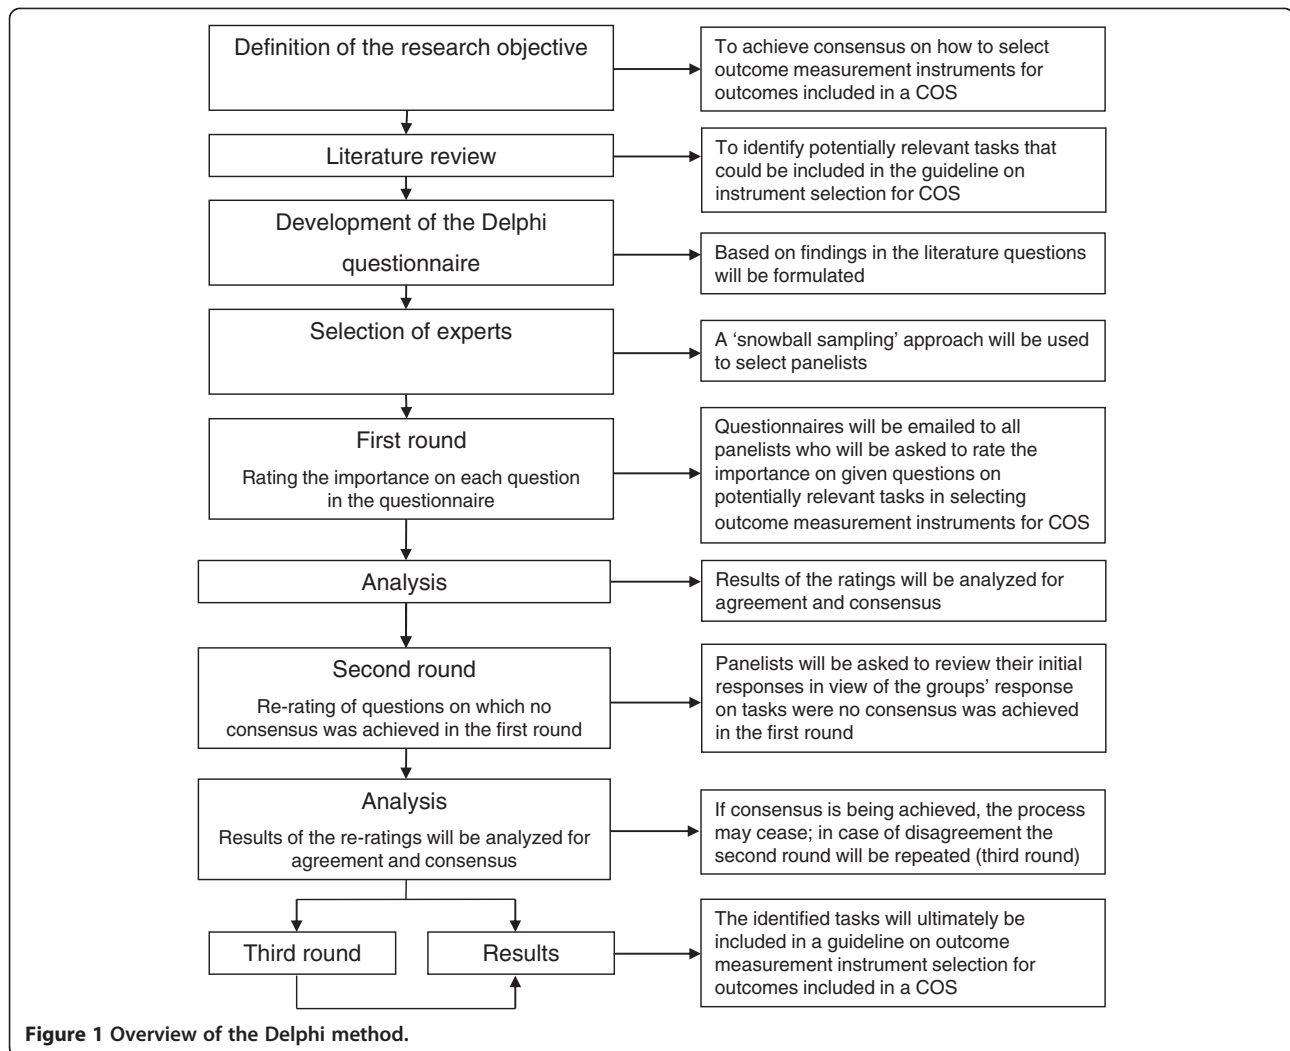 Definition of the research objective
To achieve consensus on how to select
outcome measurement instruments for
outcomes included in a COS
Literature review
To identify potentially relevant tasks that
could be included in the guideline on
instrument selection for COS
Development of the Delphi
questionnaire
Based on findings in the literature questions
will be formulated
Selection of experts
A ‘snowball sampling’ approach will be used
to select panelists
First round
Rating the importance on each question
in the questionnaire
Questionnaires will be emailed to all
panelists who will be asked to rate the
importance on given questions on
potentially relevant tasks in selecting
outcome measurement instruments for COS
Analysis
Results of the ratings will be analyzed for
agreement and consensus
Second round
Re-rating of questions on which no
consensus was achieved in the first round
Panelists will be asked to review their initial
responses in view of the groups’ response
on tasks were no consensus was achieved
in the first round
Analysis
Results of the re-ratings will be analyzed for
agreement and consensus
If consensus is being achieved, the process
may cease; in case of disagreement the
second round will be repeated (third round)
Third round
Results
The identified tasks will ultimately be
included in a guideline on outcome
measurement instrument selection for
outcomes included in a COS
Figure 1 Overview of the Delphi method.